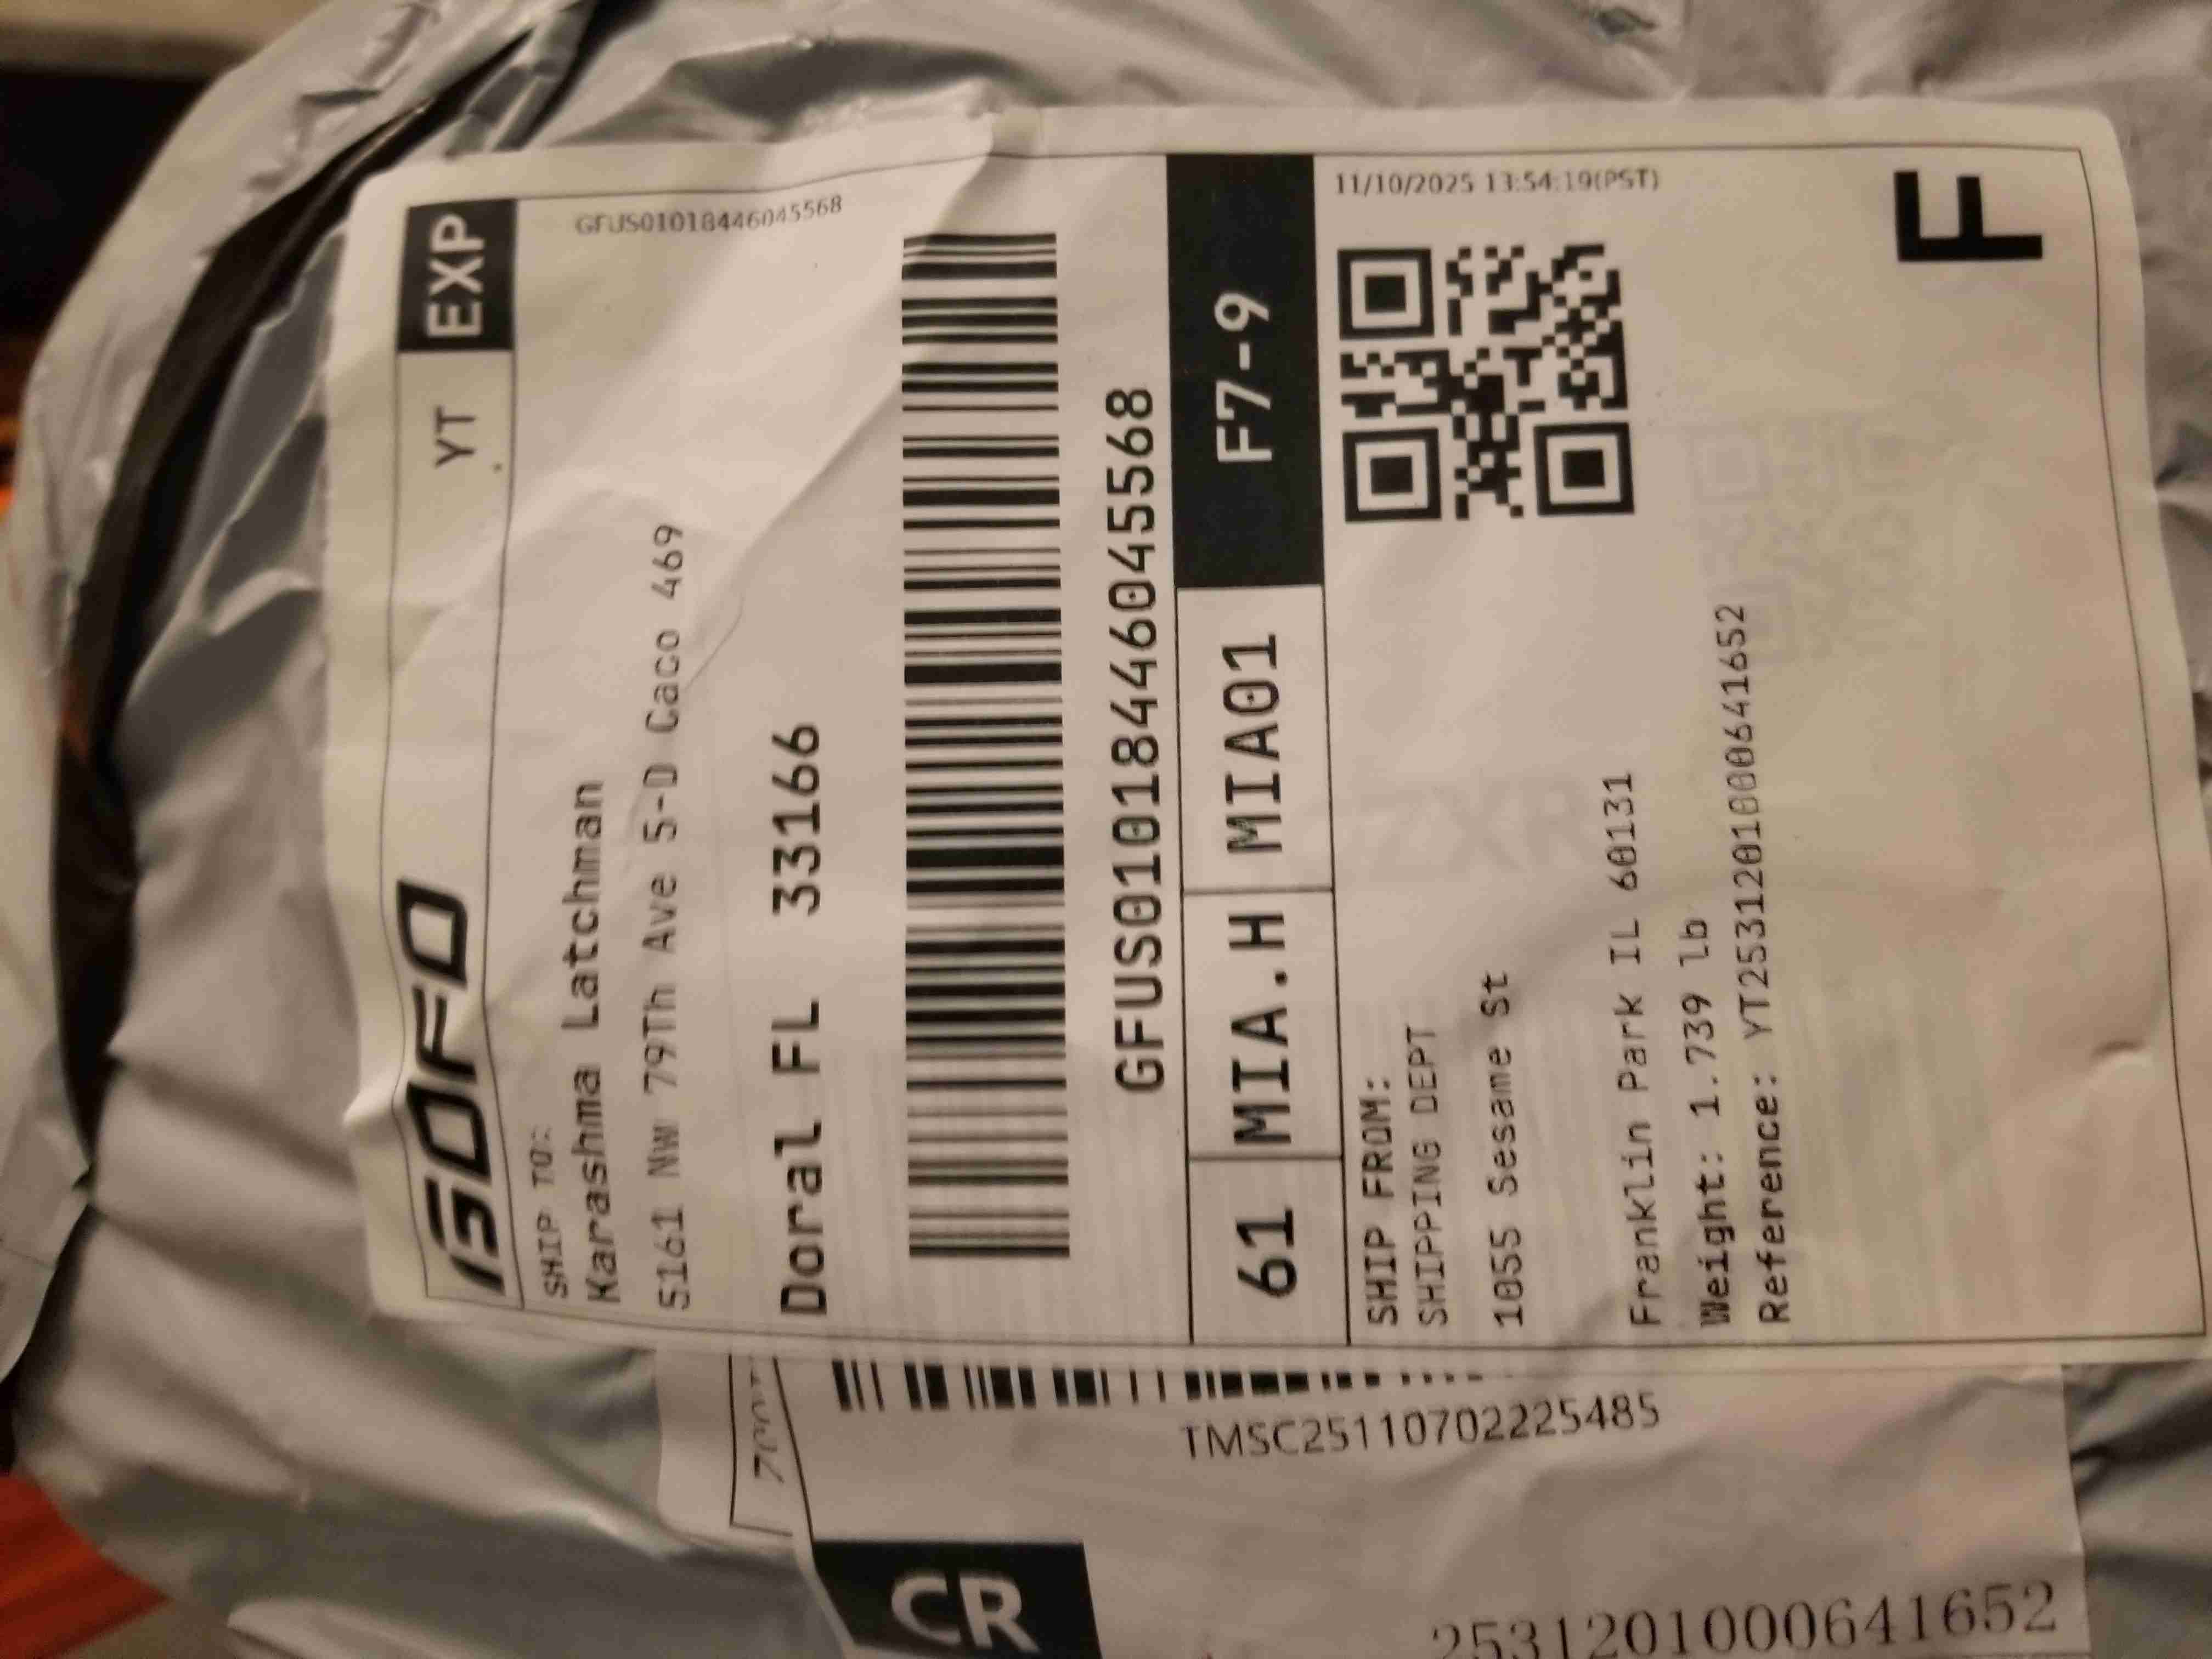 GOFO
YT
EXP
GFUS01018446045568
SHIP TO:
Karashma Latchman
5161 Nw 79Th Ave 5-D Caco 469
Doral FL 33166
GFUS01018446045568
61 MIA.H MIA01 F7-9
11/10/2025 13:54:19(PST)
SHIP FROM:
SHIPPING DEPT
1055 Sesame St
Franklin Park IL 60131
Weight: 1.739 lb
Reference: YT2531201000641652
F
TMSC25110702225485
CR
2531201000641652